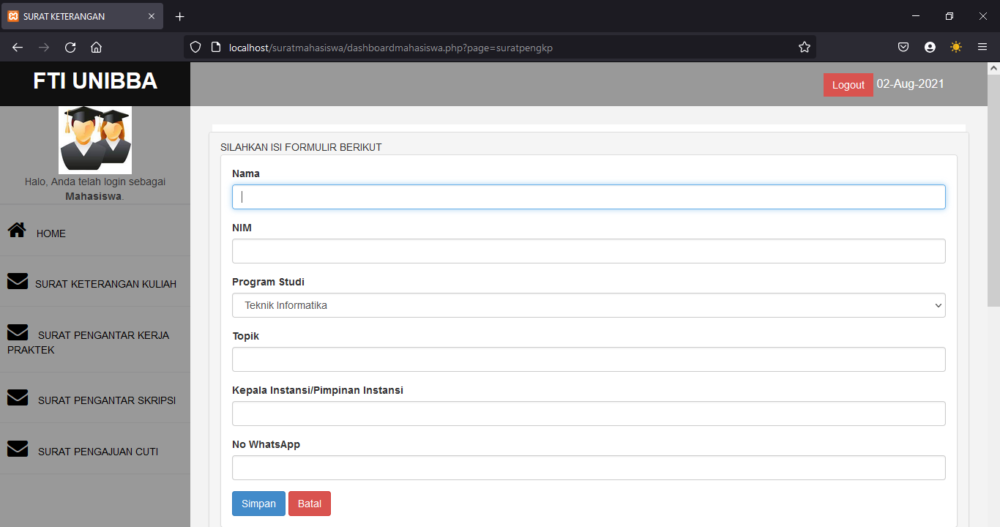 SURAT KETERANGAN
localhost/suratmahasiswa/dashboardmahasiswa.php?page=suratpengkp
FTI UNIBBA
Logout 02-Aug-2021
Halo, Anda telah login sebagai
Mahasiswa.
HOME
SURAT KETERANGAN KULIAH
SURAT PENGANTAR KERJA
PRAKTEK
SURAT PENGANTAR SKRIPSI
SURAT PENGAJUAN CUTI
SILAHKAN ISI FORMULIR BERIKUT
Nama
NIM
Program Studi
Teknik Informatika
Topik
Kepala Instansi/Pimpinan Instansi
No WhatsApp
Simpan Batal